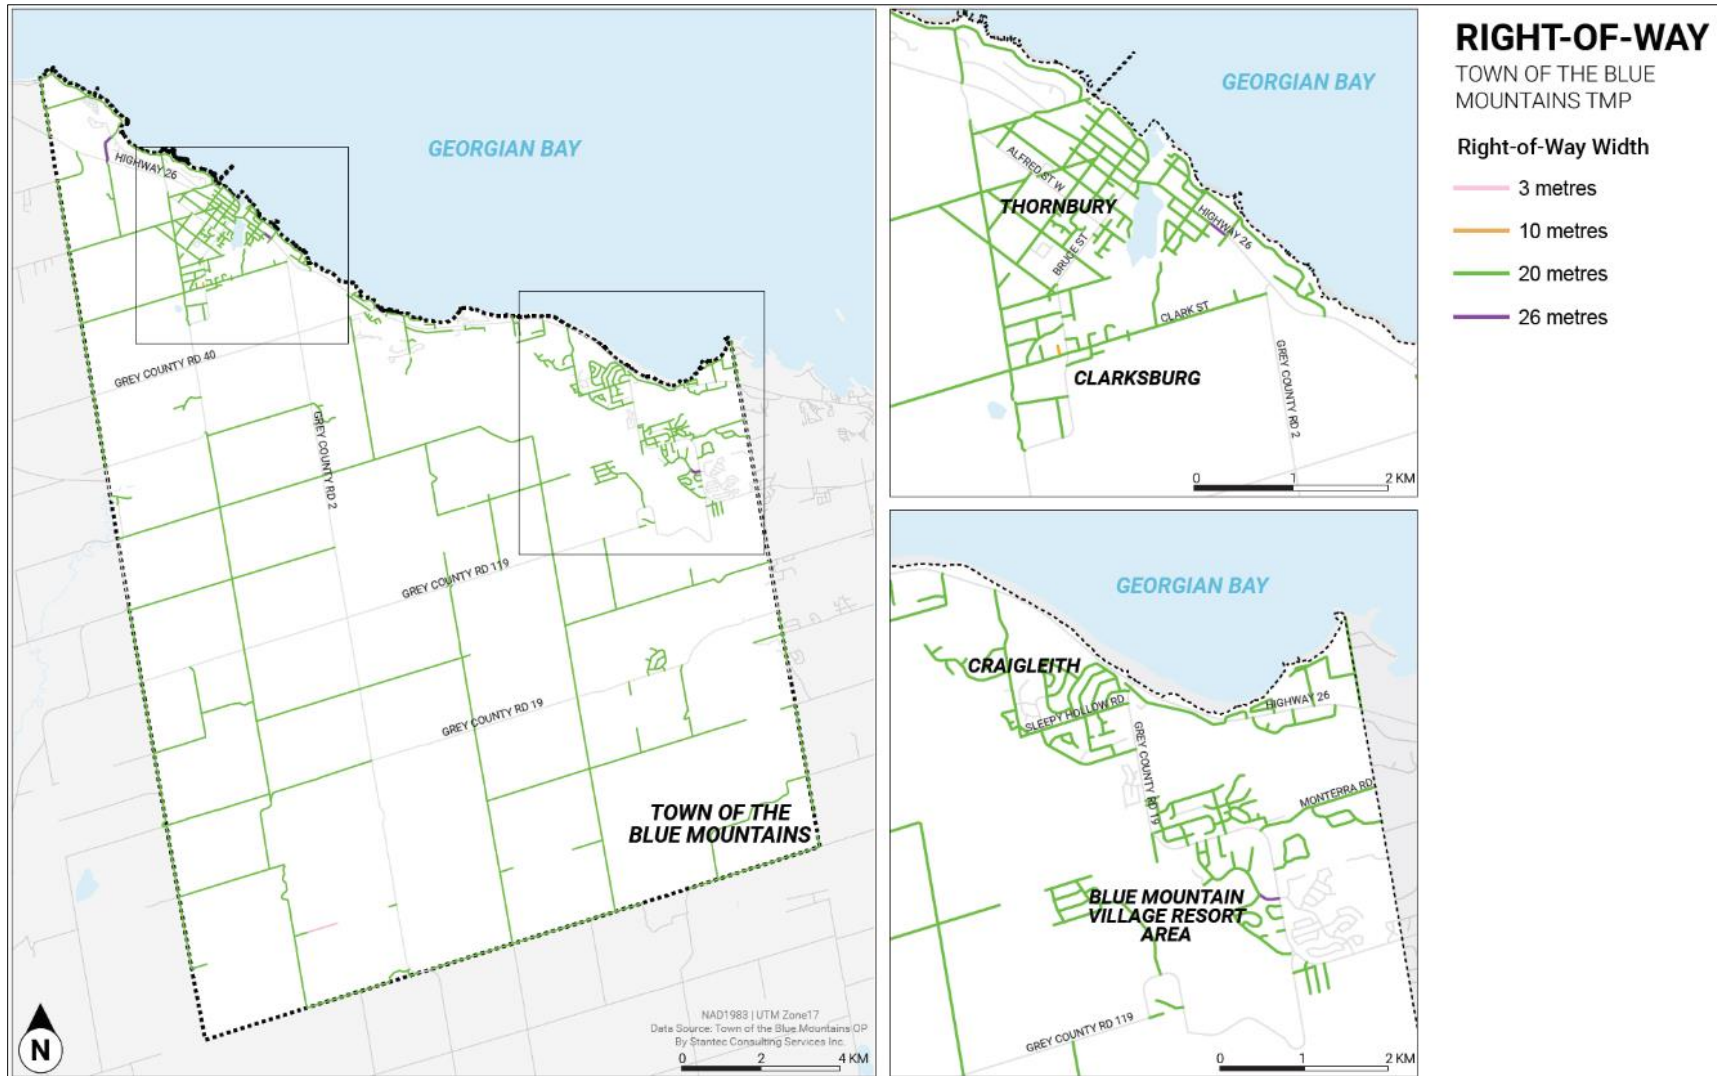 GEORGIAN BAY
HIGHWAY 26
GREY COUNTY RD 40
GREY COUNTY RD 2
GREY COUNTY RD 119
GREY COUNTY RD 19
TOWN OF THE
BLUE MOUNTAINS
NAD1983 | UTM Zone17
Data Source: Town of the Blue Mountains OP
By Stantec Consulting Services Inc.
0 2 4 KM
N
GEORGIAN BAY
ALFRED ST W
THORNBURY
HIGHWAY 26
BRUCE ST
CLARK ST
CLARKSBURG
GREY COUNTY RD 2
0 1 2 KM
GEORGIAN BAY
CRAIGLEITH
SLEEPY HOLLOW RD
HIGHWAY 26
GREY COUNTY RD 19
MONTERRA RD
BLUE MOUNTAIN
VILLAGE RESORT
AREA
GREY COUNTY RD 119
0 1 2 KM
RIGHT-OF-WAY
TOWN OF THE BLUE
MOUNTAINS TMP
Right-of-Way Width
3 metres
10 metres
20 metres
26 metres